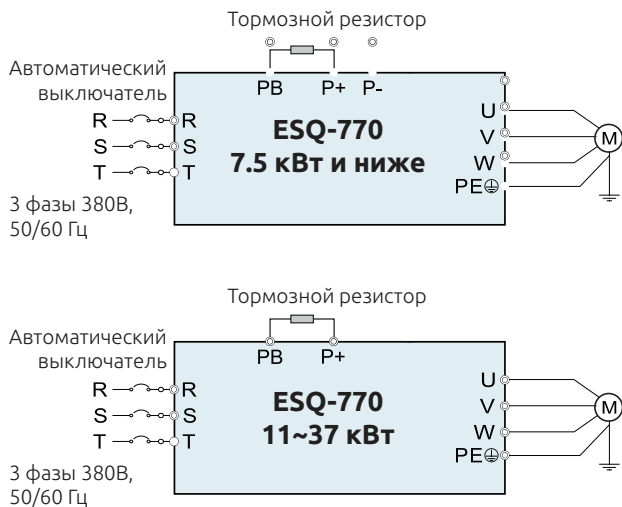 Тормозной резистор
Автоматический
выключатель
PB P+ P-
R R
S S
T T
ESQ-770
7.5 кВт и ниже
U
V
W
PE
M
3 фазы 380В,
50/60 Гц
Тормозной резистор
Автоматический
выключатель
PB P+
R R
S S
T T
ESQ-770
11~37 кВт
U
V
W
PE
M
3 фазы 380В,
50/60 Гц